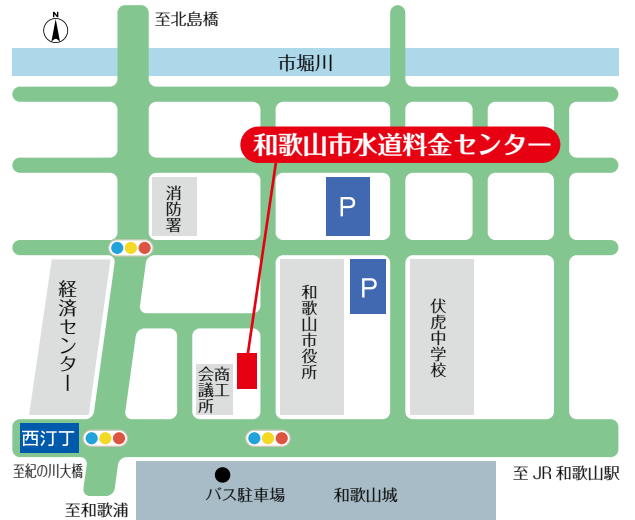 N
至北島橋
市堀川
和歌山市水道料金センター
消防署
P
P
経済センター
和歌山市役所
伏虎中学校
商工
会議所
西汀丁
至紀の川大橋
バス駐車場
和歌山城
至JR和歌山駅
至和歌浦